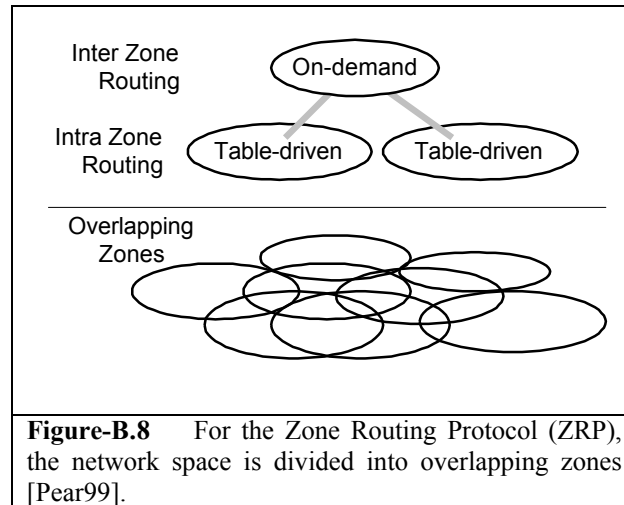 Inter Zone
Routing
On-demand
Intra Zone
Routing
Table-driven
Table-driven
Overlapping
Zones
Figure-B.8 For the Zone Routing Protocol (ZRP),
the network space is divided into overlapping zones
[Pear99].